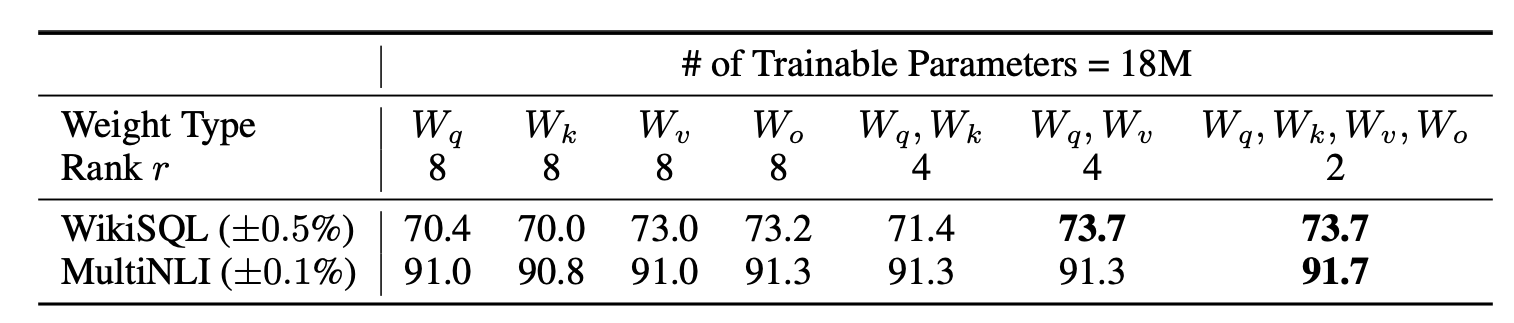 # of Trainable Parameters = 18M
Weight Type W_q W_k W_v W_o W_q, W_k W_q, W_v W_q, W_k, W_v, W_o
Rank r 8 8 8 8 4 4 2
WikiSQL (±0.5%) 70.4 70.0 73.0 73.2 71.4 73.7 73.7
MultiNLI (±0.1%) 91.0 90.8 91.0 91.3 91.3 91.3 91.7